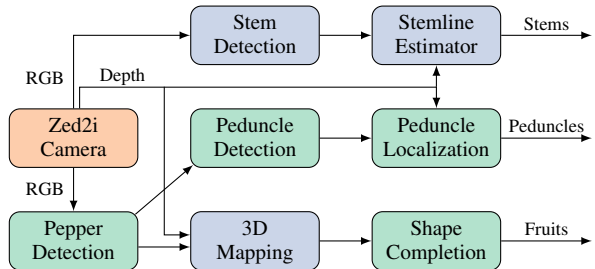 Stem
Detection
Stemline
Estimator
Stems
RGB
Depth
Zed2i
Camera
Peduncle
Detection
Peduncle
Localization
Peduncles
RGB
Pepper
Detection
3D
Mapping
Shape
Completion
Fruits